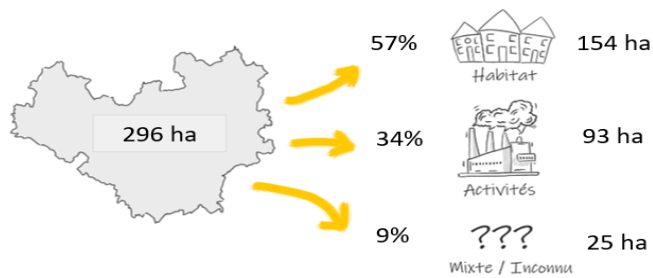 296 ha
57%
Habitat
154 ha
34%
Activités
93 ha
9%
???
Mixte / Inconnu
25 ha